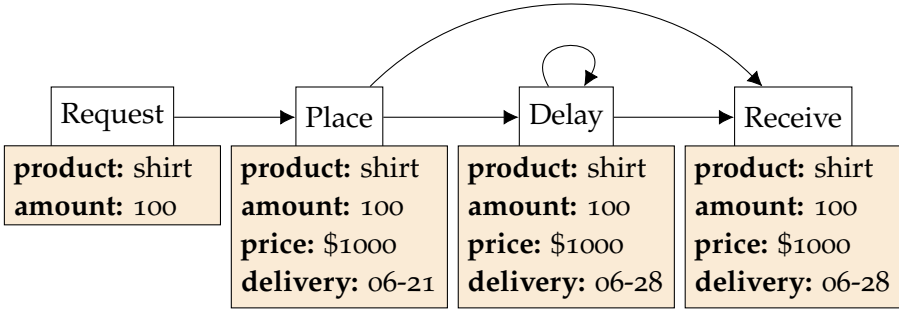 Request
product: shirt
amount: 100
Place
product: shirt
amount: 100
price: $1000
delivery: 06-21
Delay
product: shirt
amount: 100
price: $1000
delivery: 06-28
Receive
product: shirt
amount: 100
price: $1000
delivery: 06-28